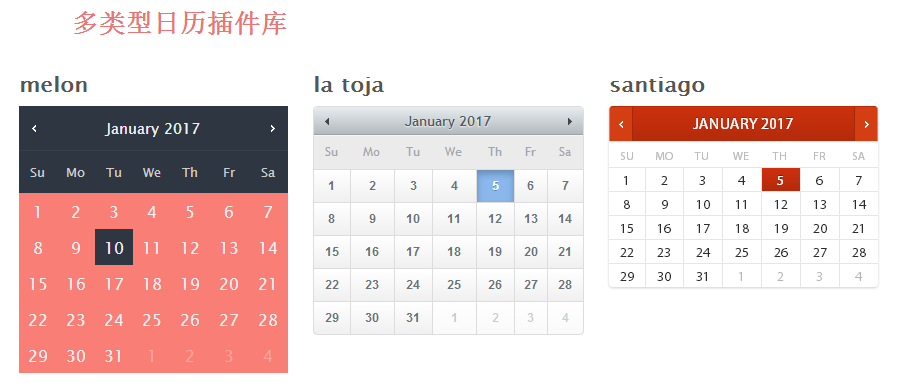 多类型日历插件库
melon
January 2017
Su Mo Tu We Th Fr Sa
1 2 3 4 5 6 7
8 9 10 11 12 13 14
15 16 17 18 19 20 21
22 23 24 25 26 27 28
29 30 31 1 2 3 4
la toja
January 2017
Su Mo Tu We Th Fr Sa
1 2 3 4 5 6 7
8 9 10 11 12 13 14
15 16 17 18 19 20 21
22 23 24 25 26 27 28
29 30 31 1 2 3 4
santiago
JANUARY 2017
SU MO TU WE TH FR SA
1 2 3 4 5 6 7
8 9 10 11 12 13 14
15 16 17 18 19 20 21
22 23 24 25 26 27 28
29 30 31 1 2 3 4